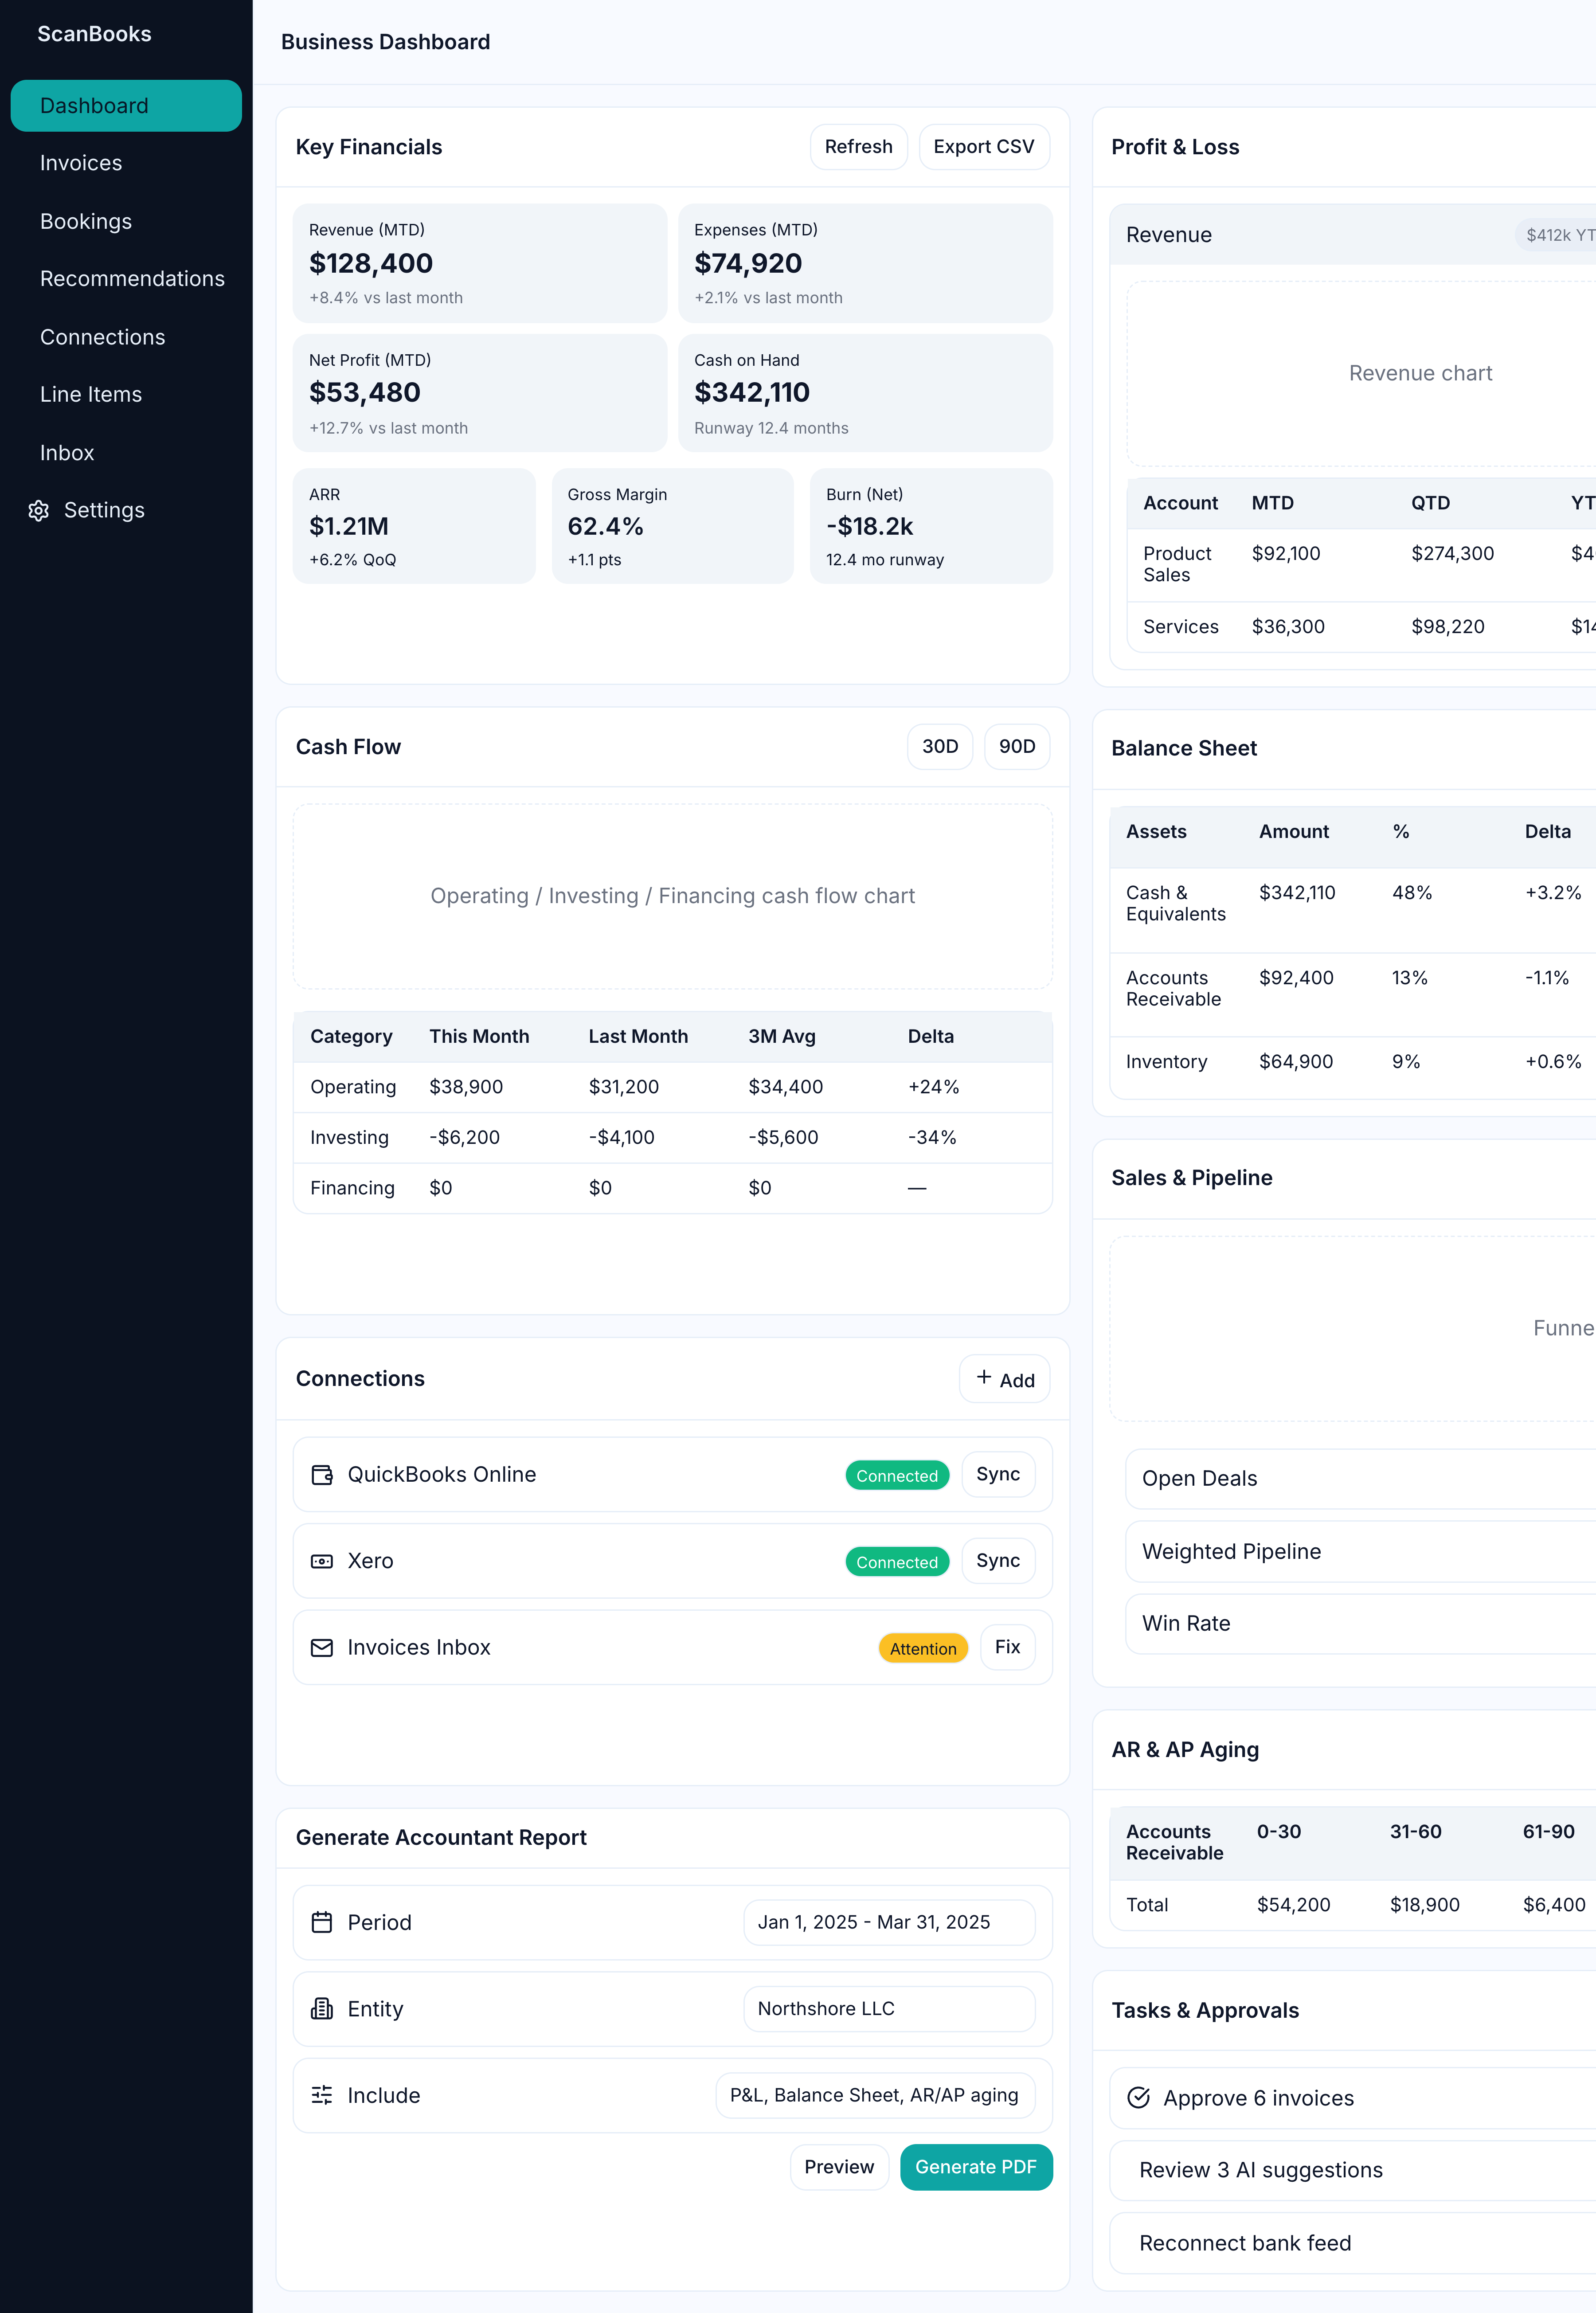 ScanBooks
Dashboard
Invoices
Bookings
Recommendations
Connections
Line Items
Inbox
Settings
Business Dashboard
Key Financials
Refresh
Export CSV
Revenue (MTD)
$128,400
+8.4% vs last month
Expenses (MTD)
$74,920
+2.1% vs last month
Net Profit (MTD)
$53,480
+12.7% vs last month
Cash on Hand
$342,110
Runway 12.4 months
ARR
$1.21M
+6.2% QoQ
Gross Margin
62.4%
+1.1 pts
Burn (Net)
-$18.2k
12.4 mo runway
Cash Flow
30D
90D
Operating / Investing / Financing cash flow chart
Category This Month Last Month 3M Avg Delta
Operating $38,900 $31,200 $34,400 +24%
Investing -$6,200 -$4,100 -$5,600 -34%
Financing $0 $0 $0 —
Connections
+ Add
QuickBooks Online Connected Sync
Xero Connected Sync
Invoices Inbox Attention Fix
Generate Accountant Report
Period Jan 1, 2025 - Mar 31, 2025
Entity Northshore LLC
Include P&L, Balance Sheet, AR/AP aging
Preview
Generate PDF
Profit & Loss
Revenue $412k YT
Revenue chart
Account MTD QTD YT
Product $92,100 $274,300 $4
Sales
Services $36,300 $98,220 $14
Balance Sheet
Assets Amount % Delta
Cash & $342,110 48% +3.2%
Equivalents
Accounts $92,400 13% -1.1%
Receivable
Inventory $64,900 9% +0.6%
Sales & Pipeline
Funne
Open Deals
Weighted Pipeline
Win Rate
AR & AP Aging
Accounts 0-30 31-60 61-90
Receivable
Total $54,200 $18,900 $6,400
Tasks & Approvals
Approve 6 invoices
Review 3 AI suggestions
Reconnect bank feed